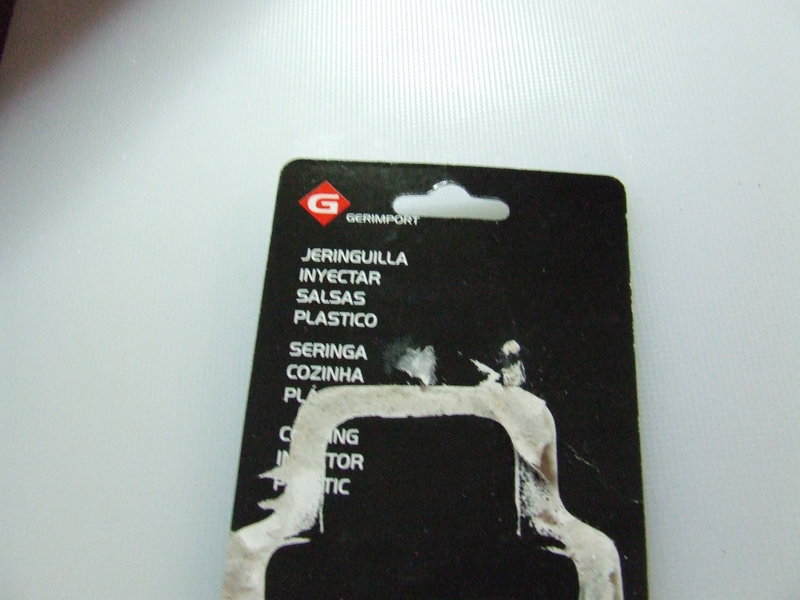 G
GERIMPORT
JERINGUILLA
INYECTAR
SALSAS
PLASTICO
SERINGA
COZINHA